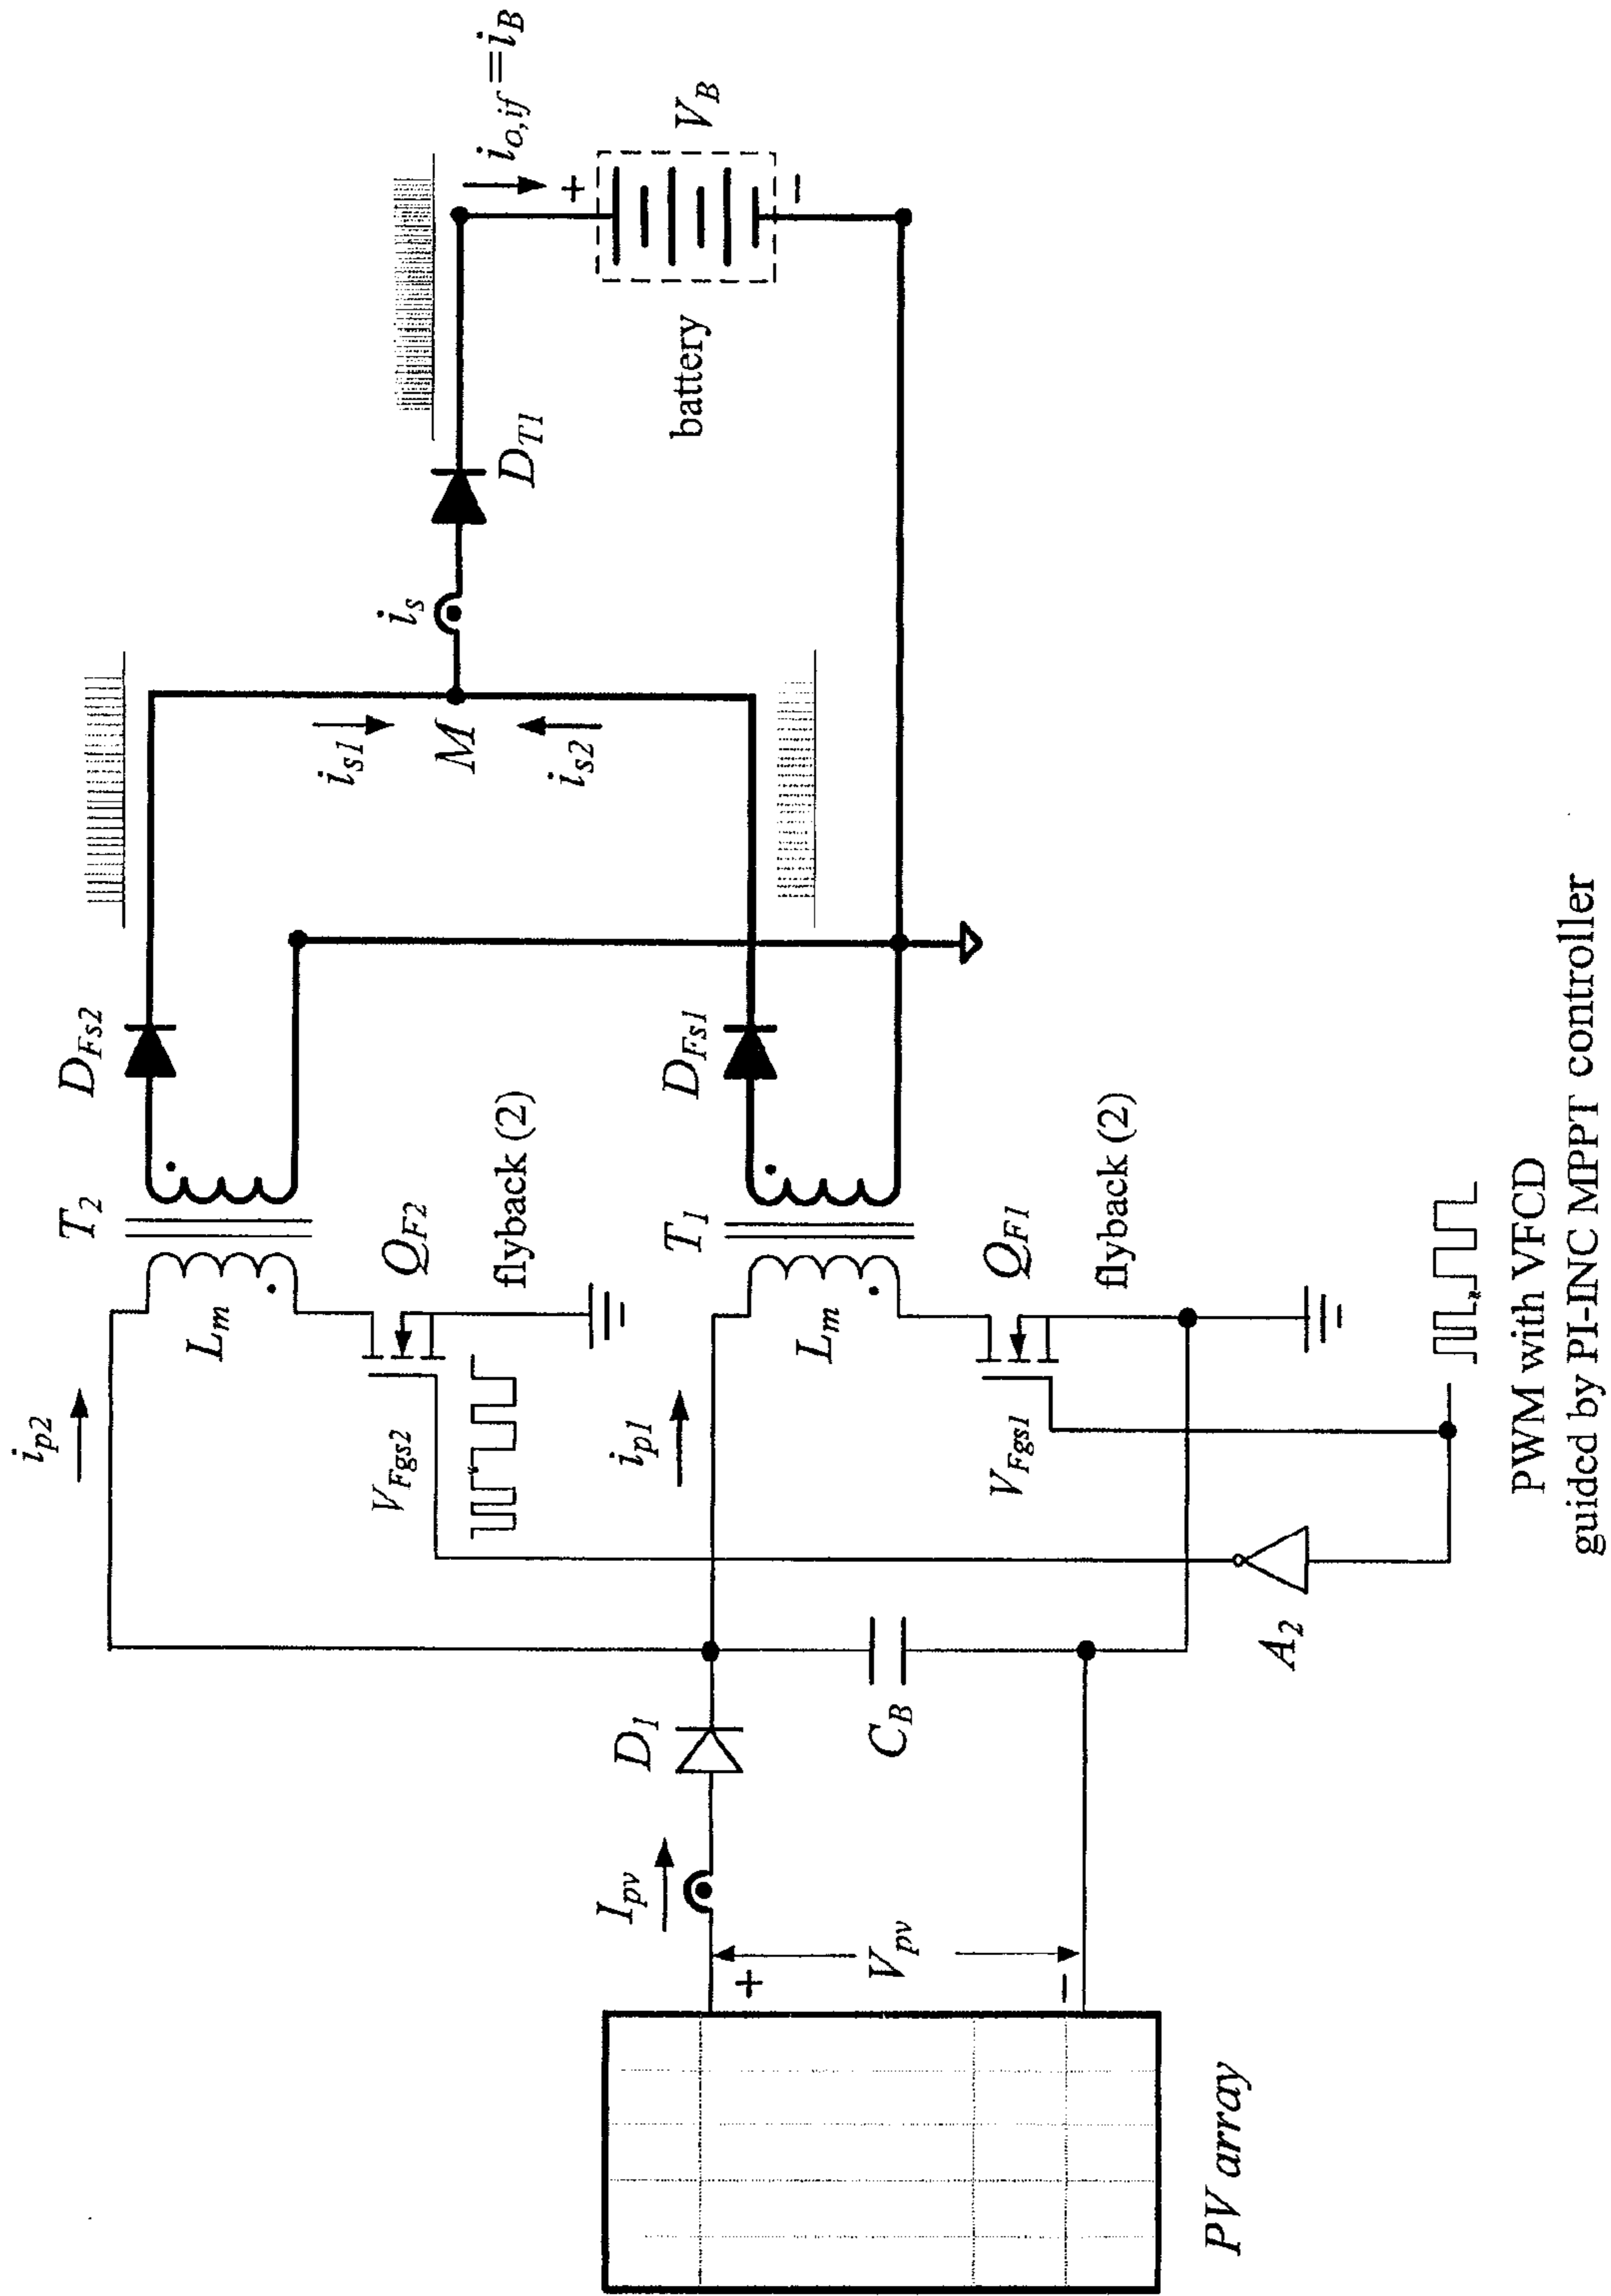 i_{p2}
T_2
D_{Fs2}
L_m
Q_{F2}
V_{Fgs2}
flyback (2)
i_{s1}
M
i_{s2}
i_s
D_{T1}
i_{o,if}=i_B
+
V_B
−
battery
I_{pv}
D_1
i_{p1}
T_1
D_{Fs1}
L_m
Q_{F1}
V_{Fgs1}
flyback (2)
+
V_{pv}
−
C_B
A_2
PV array
PWM with VFCD
guided by PI-INC MPPT controller